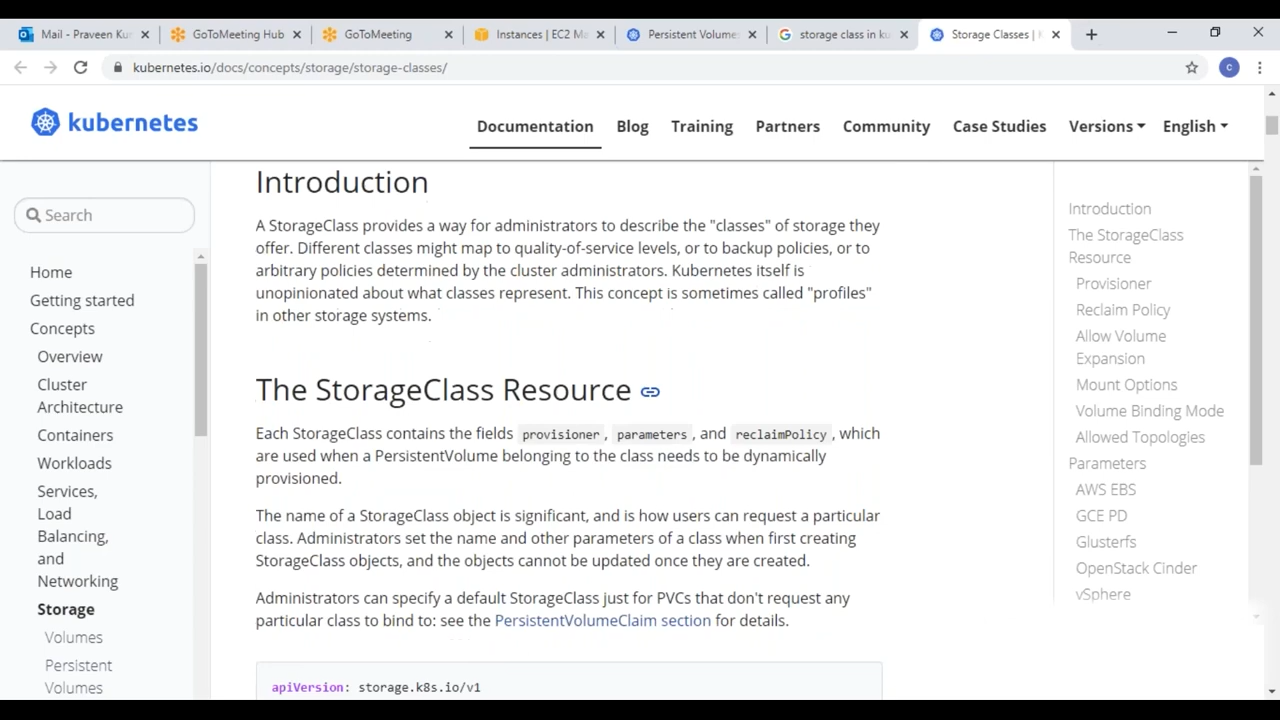 Mail - Praveen Kum
GoToMeeting Hub
GoToMeeting
Instances | EC2 Ma
Persistent Volume
storage class in ku
Storage Classes | K
kubernetes.io/docs/concepts/storage/storage-classes/
C
kubernetes
Documentation
Blog
Training
Partners
Community
Case Studies
Versions
English
Search
Home
Getting started
Concepts
Overview
Cluster
Architecture
Containers
Workloads
Services,
Load
Balancing,
and
Networking
Storage
Volumes
Persistent
Volumes
Introduction
A StorageClass provides a way for administrators to describe the "classes" of storage they
offer. Different classes might map to quality-of-service levels, or to backup policies, or to
arbitrary policies determined by the cluster administrators. Kubernetes itself is
unopinionated about what classes represent. This concept is sometimes called "profiles"
in other storage systems.
The StorageClass Resource
Each StorageClass contains the fields provisioner, parameters, and reclaimPolicy, which
are used when a PersistentVolume belonging to the class needs to be dynamically
provisioned.
The name of a StorageClass object is significant, and is how users can request a particular
class. Administrators set the name and other parameters of a class when first creating
StorageClass objects, and the objects cannot be updated once they are created.
Administrators can specify a default StorageClass just for PVCs that don't request any
particular class to bind to: see the PersistentVolumeClaim section for details.
apiVersion: storage.k8s.io/v1
Introduction
The StorageClass
Resource
Provisioner
Reclaim Policy
Allow Volume
Expansion
Mount Options
Volume Binding Mode
Allowed Topologies
Parameters
AWS EBS
GCE PD
Glusterfs
OpenStack Cinder
vSphere